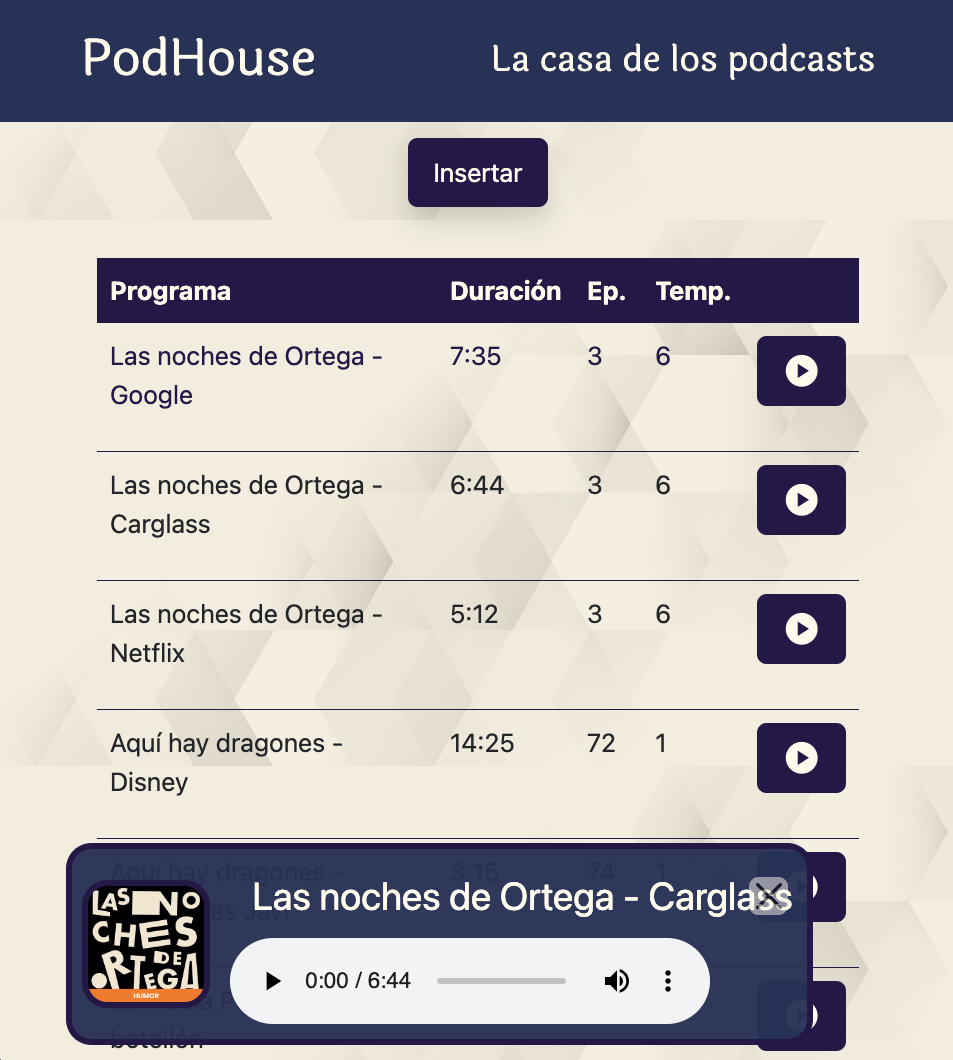 PodHouse La casa de los podcasts
Insertar
Programa Duración Ep. Temp.
Las noches de Ortega - 7:35 3 6
Google
Las noches de Ortega - 6:44 3 6
Carglass
Las noches de Ortega - 5:12 3 6
Netflix
Aquí hay dragones - 14:25 72 1
Disney
Aquí hay dragones - 3:15 74 1
Las noches de Ortega - Carglass
LAS NO
CHES
DE
ORTEGA
HUMOR
0:00 / 6:44
botellón